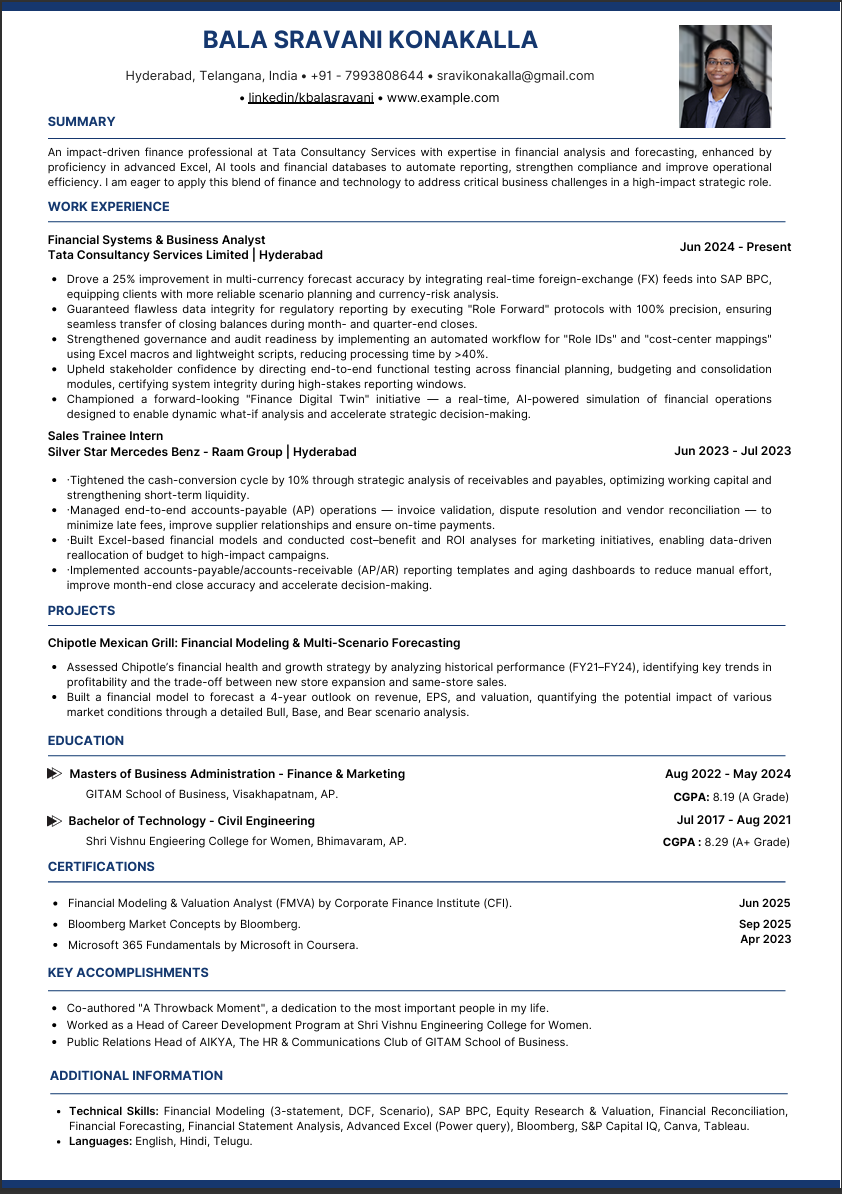 BALA SRAVANI KONAKALLA
Hyderabad, Telangana, India • +91 - 7993808644 • sravikonakalla@gmail.com
• linkedin/kbalasravani • www.example.com
SUMMARY
An impact-driven finance professional at Tata Consultancy Services with expertise in financial analysis and forecasting, enhanced by
proficiency in advanced Excel, AI tools and financial databases to automate reporting, strengthen compliance and improve operational
efficiency. I am eager to apply this blend of finance and technology to address critical business challenges in a high-impact strategic role.
WORK EXPERIENCE
Financial Systems & Business Analyst
Tata Consultancy Services Limited | Hyderabad
Jun 2024 - Present
• Drove a 25% improvement in multi-currency forecast accuracy by integrating real-time foreign-exchange (FX) feeds into SAP BPC,
equipping clients with more reliable scenario planning and currency-risk analysis.
• Guaranteed flawless data integrity for regulatory reporting by executing "Role Forward" protocols with 100% precision, ensuring
seamless transfer of closing balances during month- and quarter-end closes.
• Strengthened governance and audit readiness by implementing an automated workflow for "Role IDs" and "cost-center mappings"
using Excel macros and lightweight scripts, reducing processing time by >40%.
• Upheld stakeholder confidence by directing end-to-end functional testing across financial planning, budgeting and consolidation
modules, certifying system integrity during high-stakes reporting windows.
• Championed a forward-looking "Finance Digital Twin" initiative — a real-time, AI-powered simulation of financial operations
designed to enable dynamic what-if analysis and accelerate strategic decision-making.
Sales Trainee Intern
Silver Star Mercedes Benz - Raam Group | Hyderabad
Jun 2023 - Jul 2023
• ·Tightened the cash-conversion cycle by 10% through strategic analysis of receivables and payables, optimizing working capital and
strengthening short-term liquidity.
• ·Managed end-to-end accounts-payable (AP) operations — invoice validation, dispute resolution and vendor reconciliation — to
minimize late fees, improve supplier relationships and ensure on-time payments.
• ·Built Excel-based financial models and conducted cost–benefit and ROI analyses for marketing initiatives, enabling data-driven
reallocation of budget to high-impact campaigns.
• ·Implemented accounts-payable/accounts-receivable (AP/AR) reporting templates and aging dashboards to reduce manual effort,
improve month-end close accuracy and accelerate decision-making.
PROJECTS
Chipotle Mexican Grill: Financial Modeling & Multi-Scenario Forecasting
• Assessed Chipotle’s financial health and growth strategy by analyzing historical performance (FY21–FY24), identifying key trends in
profitability and the trade-off between new store expansion and same-store sales.
• Built a financial model to forecast a 4-year outlook on revenue, EPS, and valuation, quantifying the potential impact of various
market conditions through a detailed Bull, Base, and Bear scenario analysis.
EDUCATION
Masters of Business Administration - Finance & Marketing
Aug 2022 - May 2024
GITAM School of Business, Visakhapatnam, AP.
CGPA: 8.19 (A Grade)
Bachelor of Technology - Civil Engineering
Jul 2017 - Aug 2021
Shri Vishnu Engieering College for Women, Bhimavaram, AP.
CGPA : 8.29 (A+ Grade)
CERTIFICATIONS
• Financial Modeling & Valuation Analyst (FMVA) by Corporate Finance Institute (CFI).
Jun 2025
• Bloomberg Market Concepts by Bloomberg.
Sep 2025
• Microsoft 365 Fundamentals by Microsoft in Coursera.
Apr 2023
KEY ACCOMPLISHMENTS
• Co-authored "A Throwback Moment", a dedication to the most important people in my life.
• Worked as a Head of Career Development Program at Shri Vishnu Engineering College for Women.
• Public Relations Head of AIKYA, The HR & Communications Club of GITAM School of Business.
ADDITIONAL INFORMATION
• Technical Skills: Financial Modeling (3-statement, DCF, Scenario), SAP BPC, Equity Research & Valuation, Financial Reconciliation,
Financial Forecasting, Financial Statement Analysis, Advanced Excel (Power query), Bloomberg, S&P Capital IQ, Canva, Tableau.
• Languages: English, Hindi, Telugu.